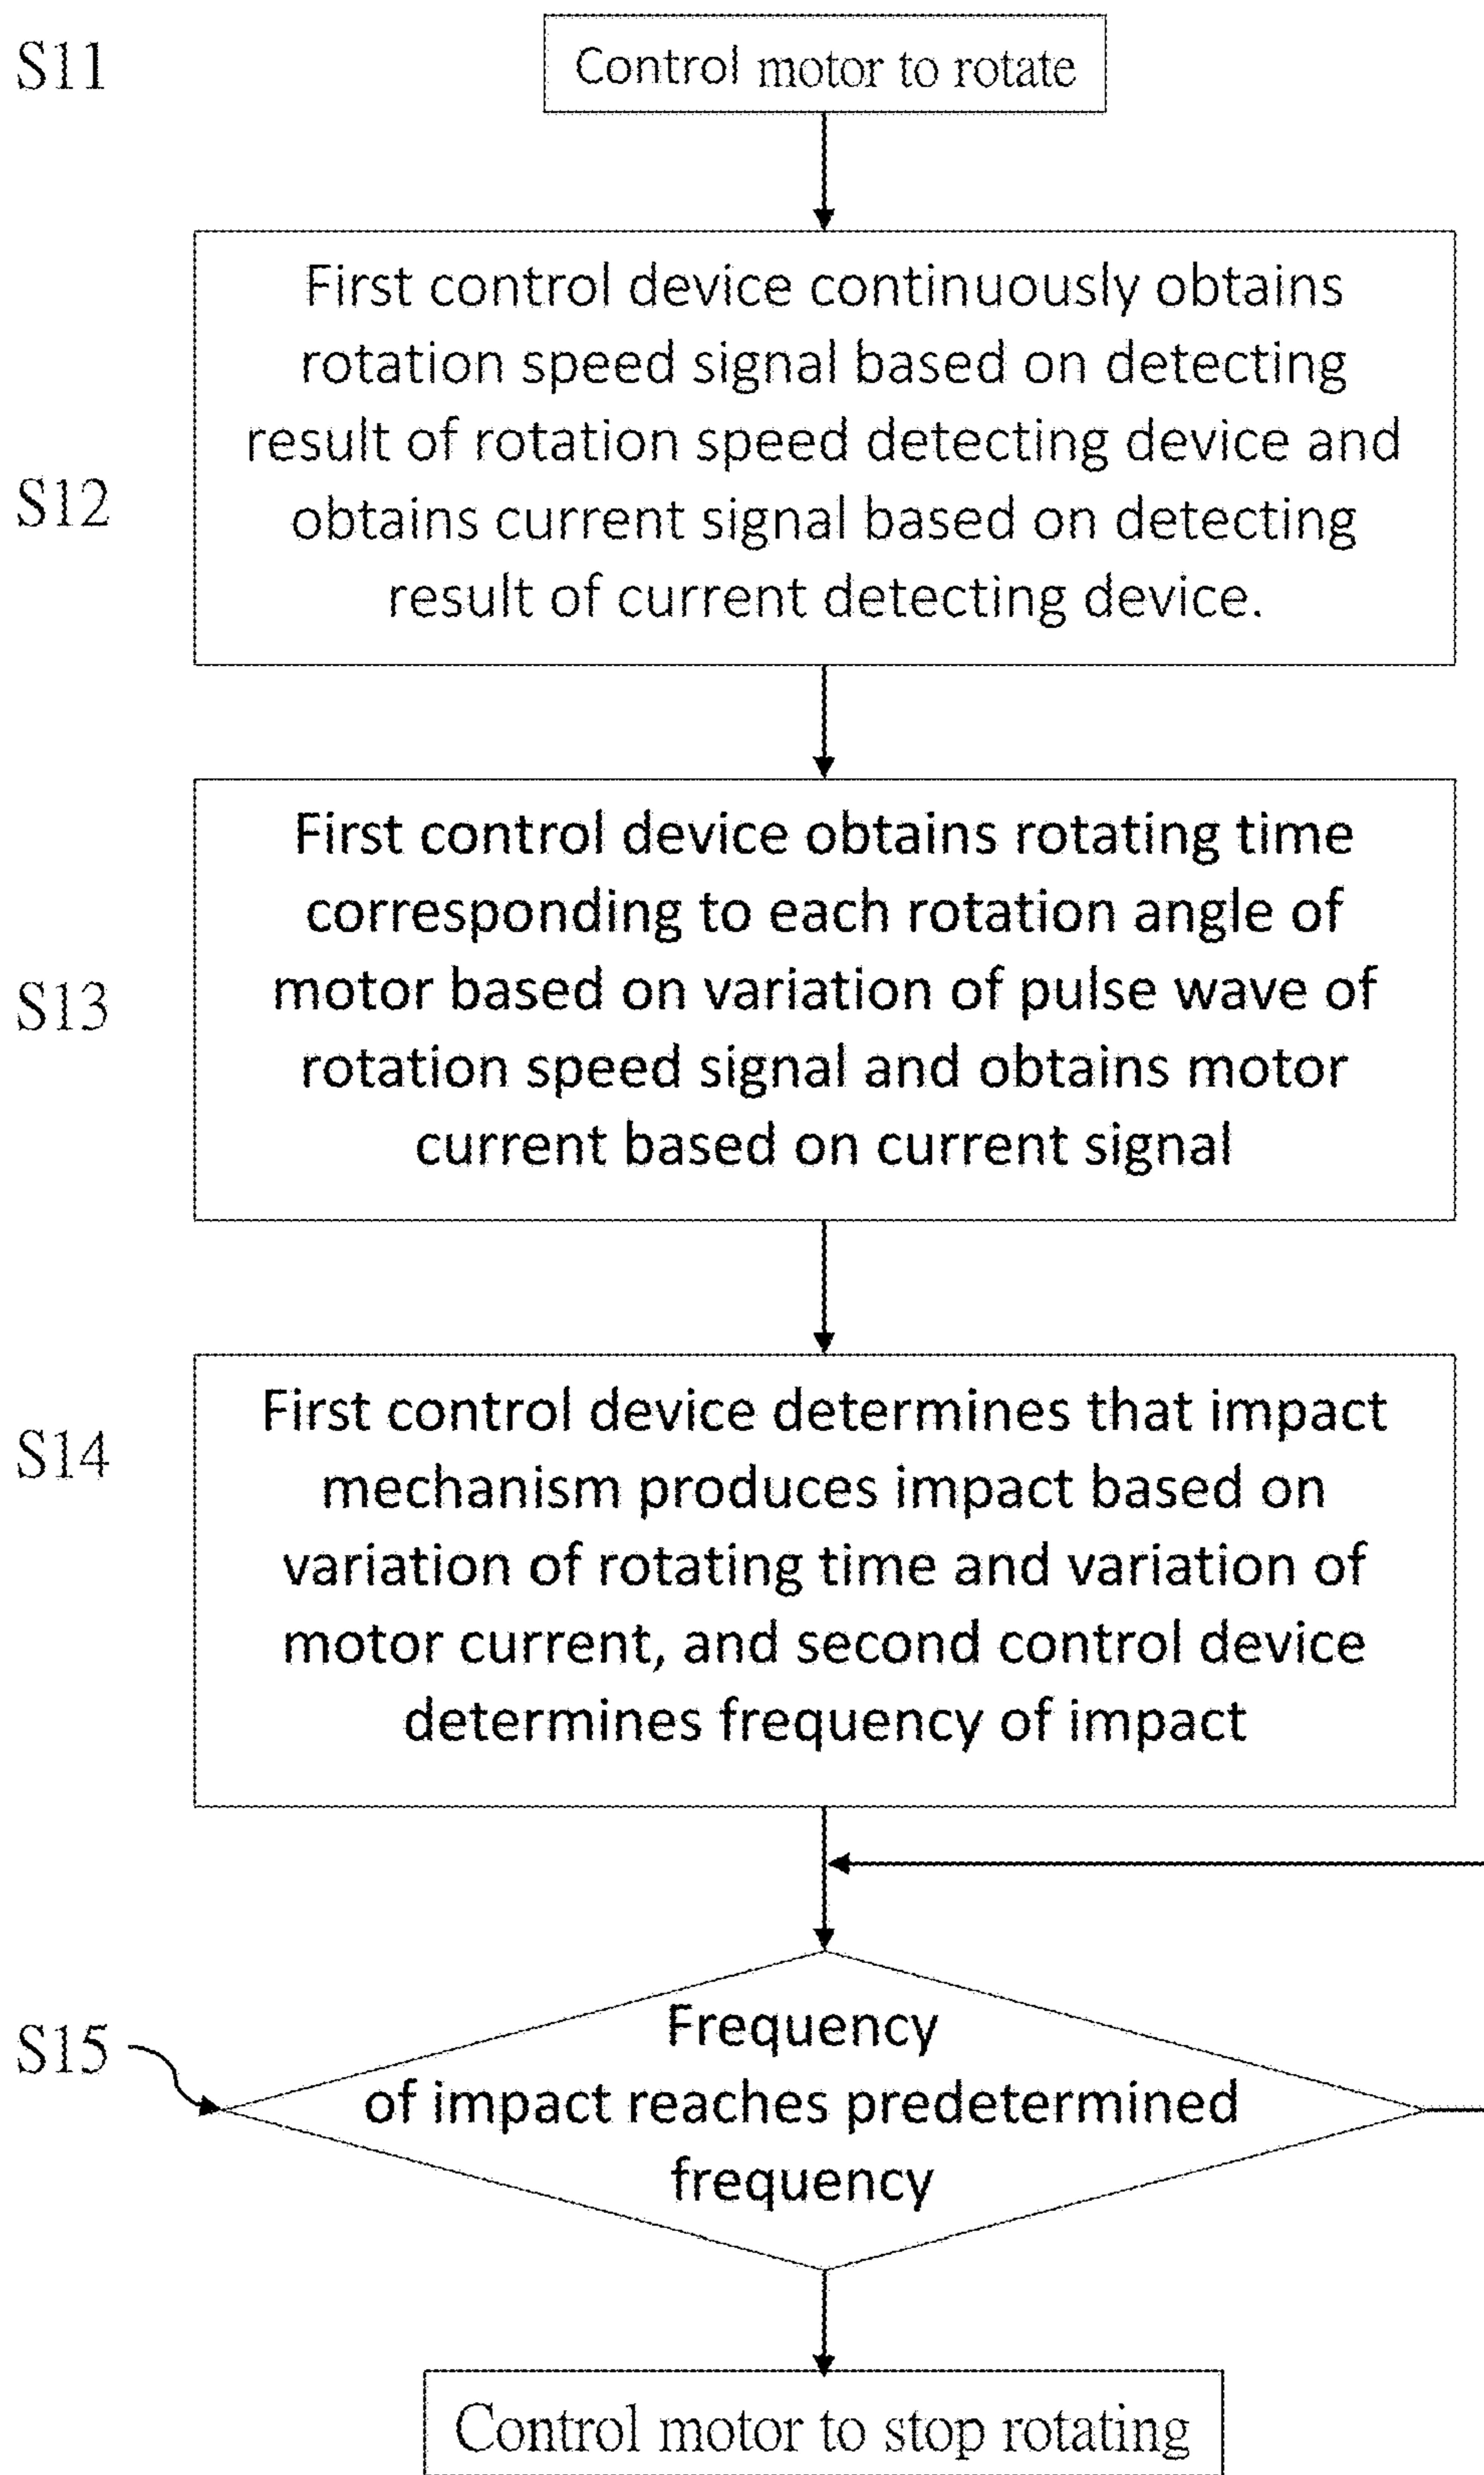 S11
Control motor to rotate
First control device continuously obtains
rotation speed signal based on detecting
result of rotation speed detecting device and
S12
obtains current signal based on detecting
result of current detecting device.
First control device obtains rotating time
corresponding to each rotation angle of
S13
motor based on variation of pulse wave of
rotation speed signal and obtains motor
current based on current signal
First control device determines that impact
S14
mechanism produces impact based on
variation of rotating time and variation of
motor current, and second control device
determines frequency of impact
S15
Frequency
of impact reaches predetermined
frequency
Control motor to stop rotating